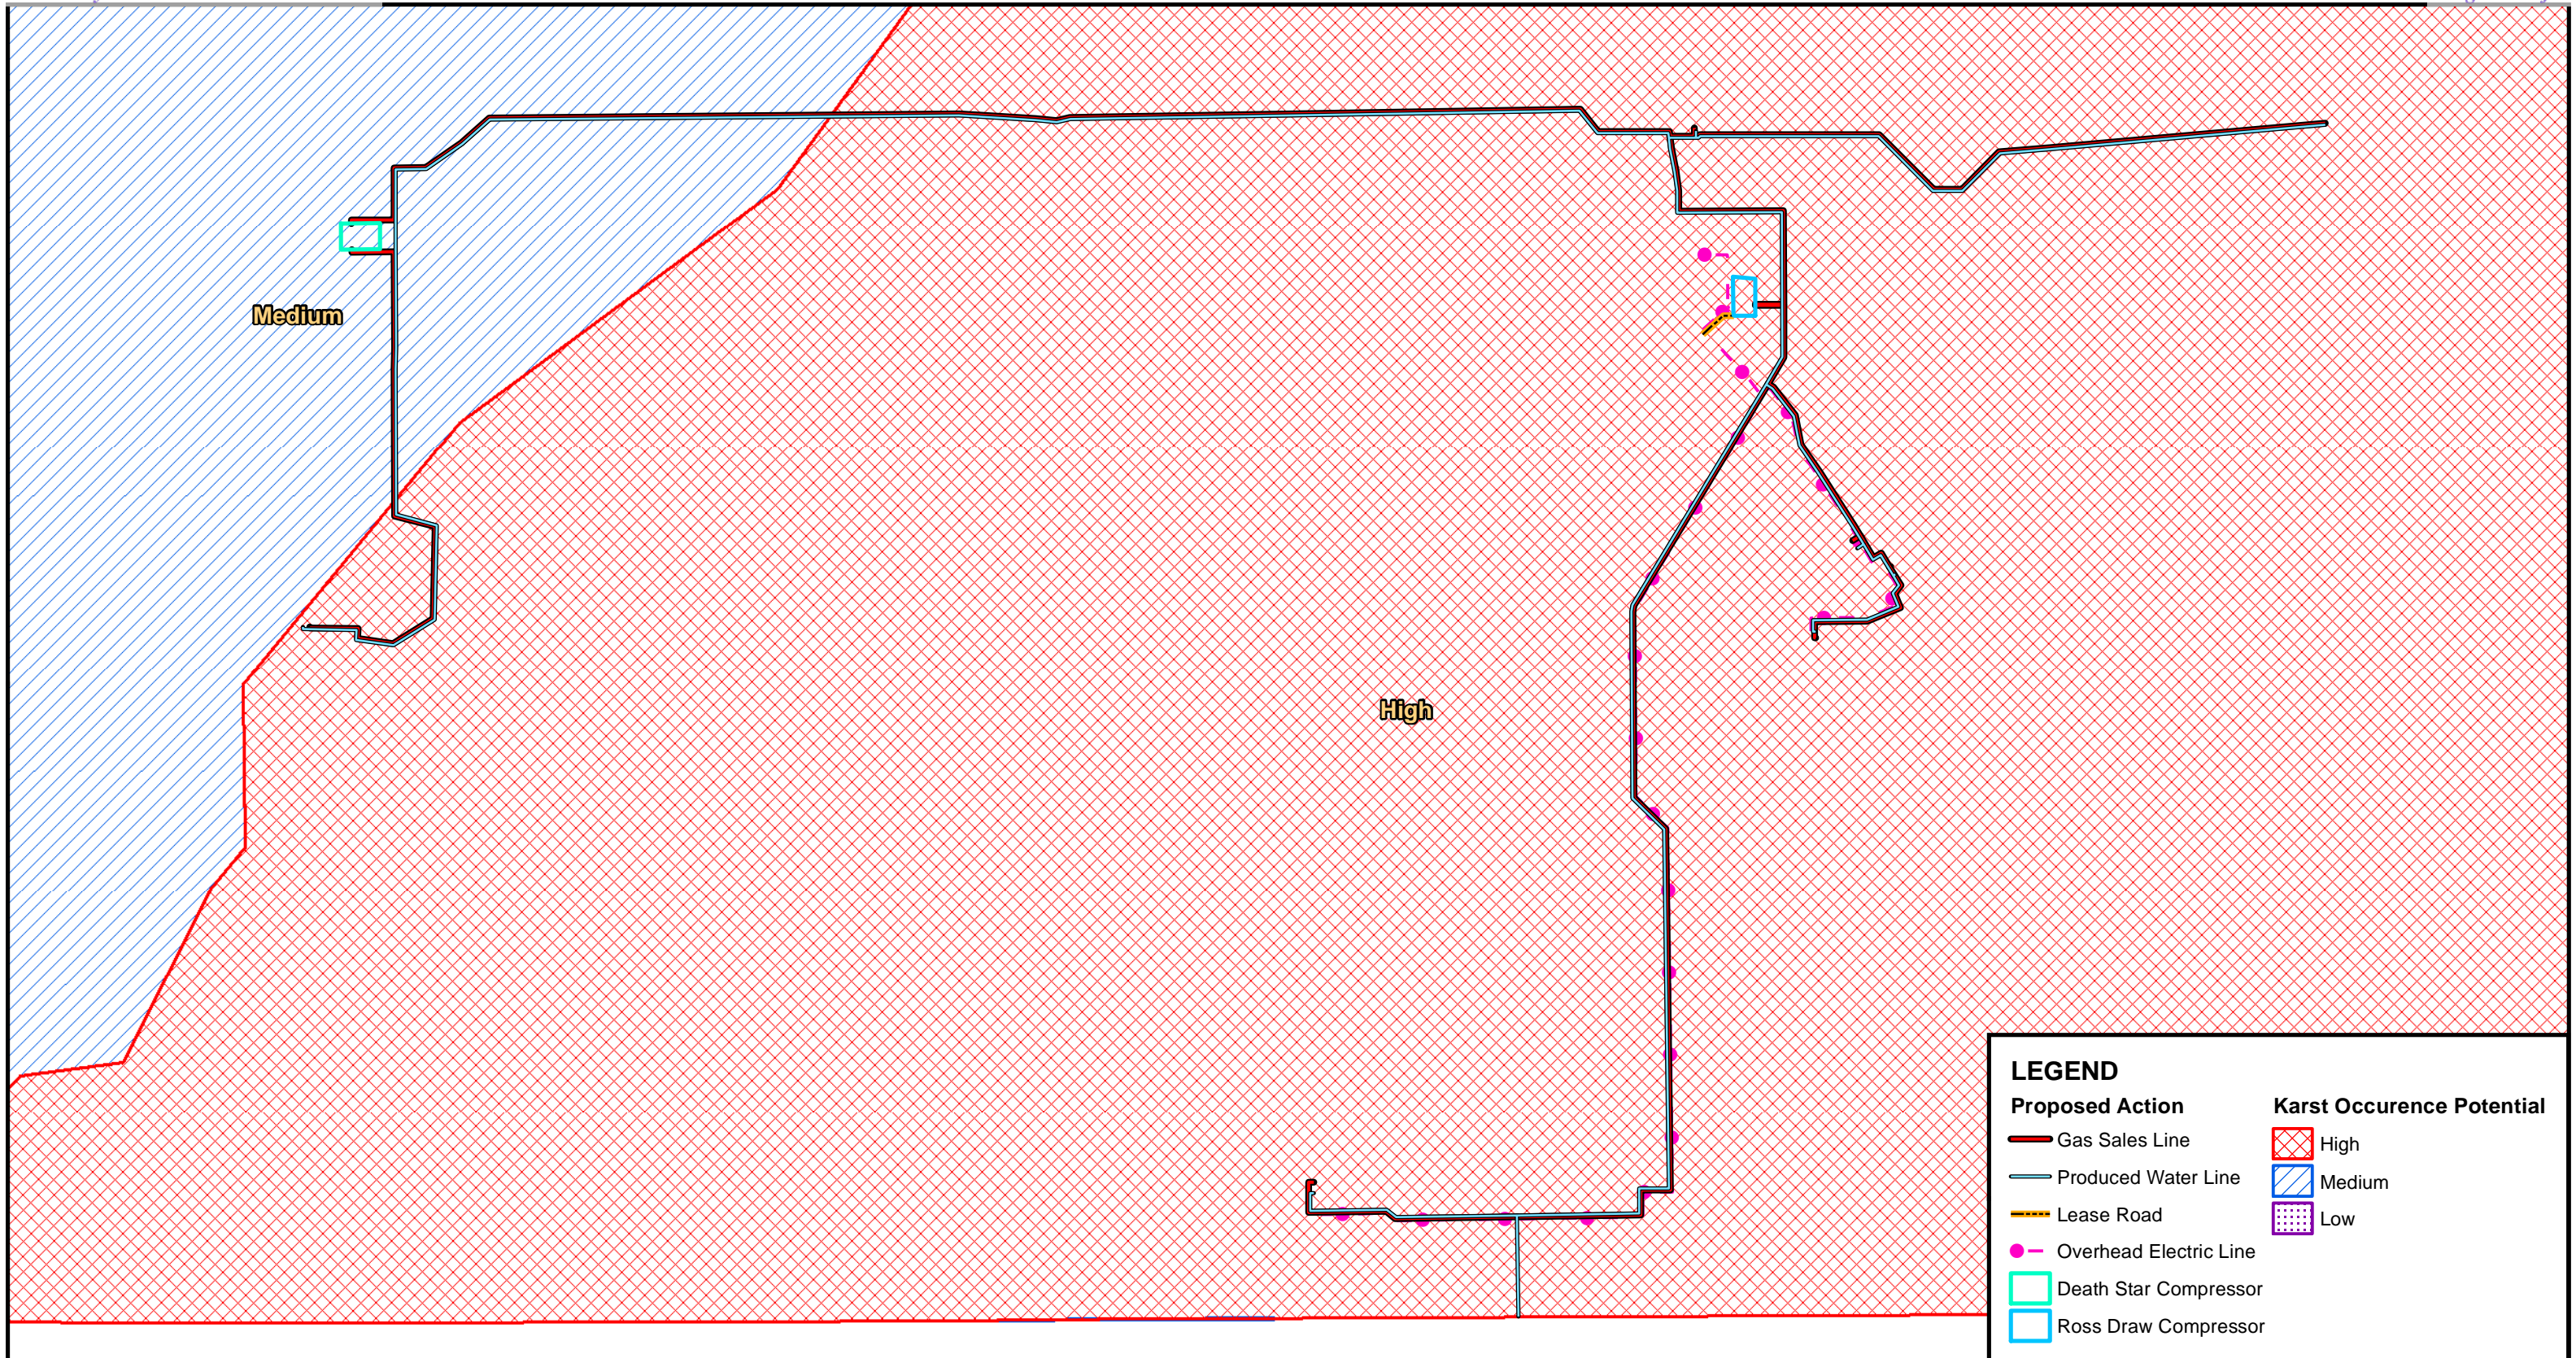 Medium
High
LEGEND
Proposed Action
Gas Sales Line
Produced Water Line
Lease Road
Overhead Electric Line
Death Star Compressor
Ross Draw Compressor
Karst Occurence Potential
High
Medium
Low